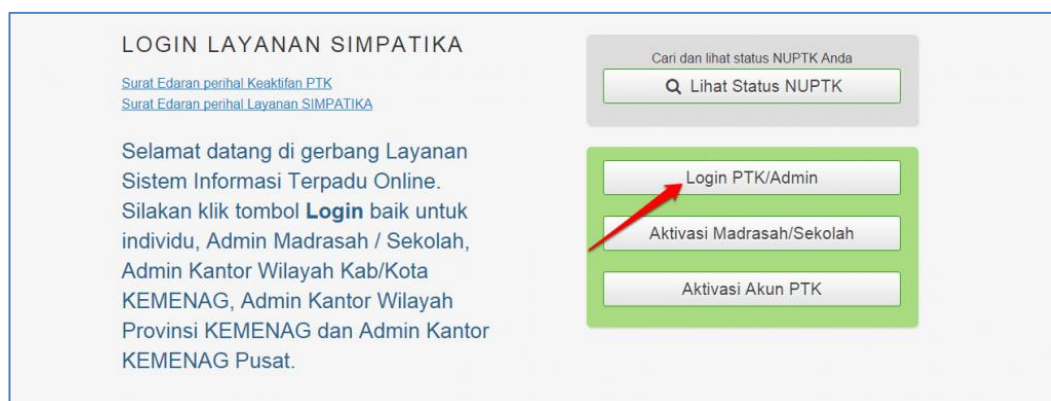 LOGIN LAYANAN SIMPATIKA
Surat Edaran perihal Keaktifan PTK
Surat Edaran perihal Layanan SIMPATIKA
Selamat datang di gerbang Layanan
Sistem Informasi Terpadu Online.
Silakan klik tombol Login baik untuk
individu, Admin Madrasah / Sekolah,
Admin Kantor Wilayah Kab/Kota
KEMENAG, Admin Kantor Wilayah
Provinsi KEMENAG dan Admin Kantor
KEMENAG Pusat.
Cari dan lihat status NUPTK Anda
Lihat Status NUPTK
Login PTK/Admin
Aktivasi Madrasah/Sekolah
Aktivasi Akun PTK